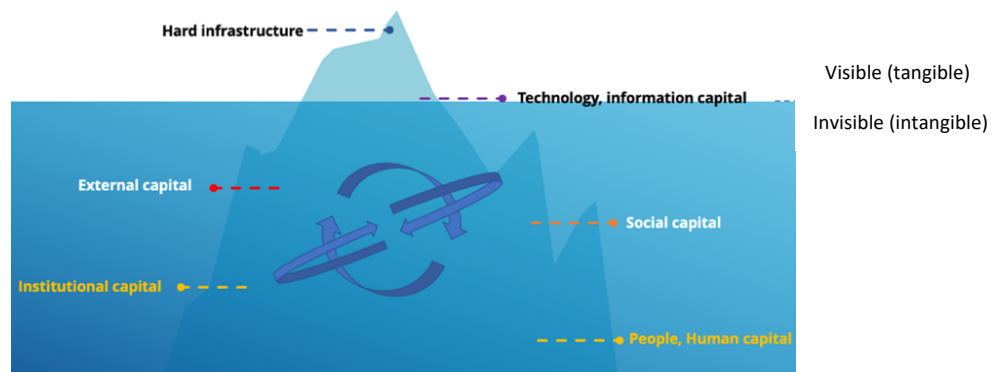 Hard infrastructure
Visible (tangible)
Technology, information capital
Invisible (intangible)
External capital
Social capital
Institutional capital
People, Human capital